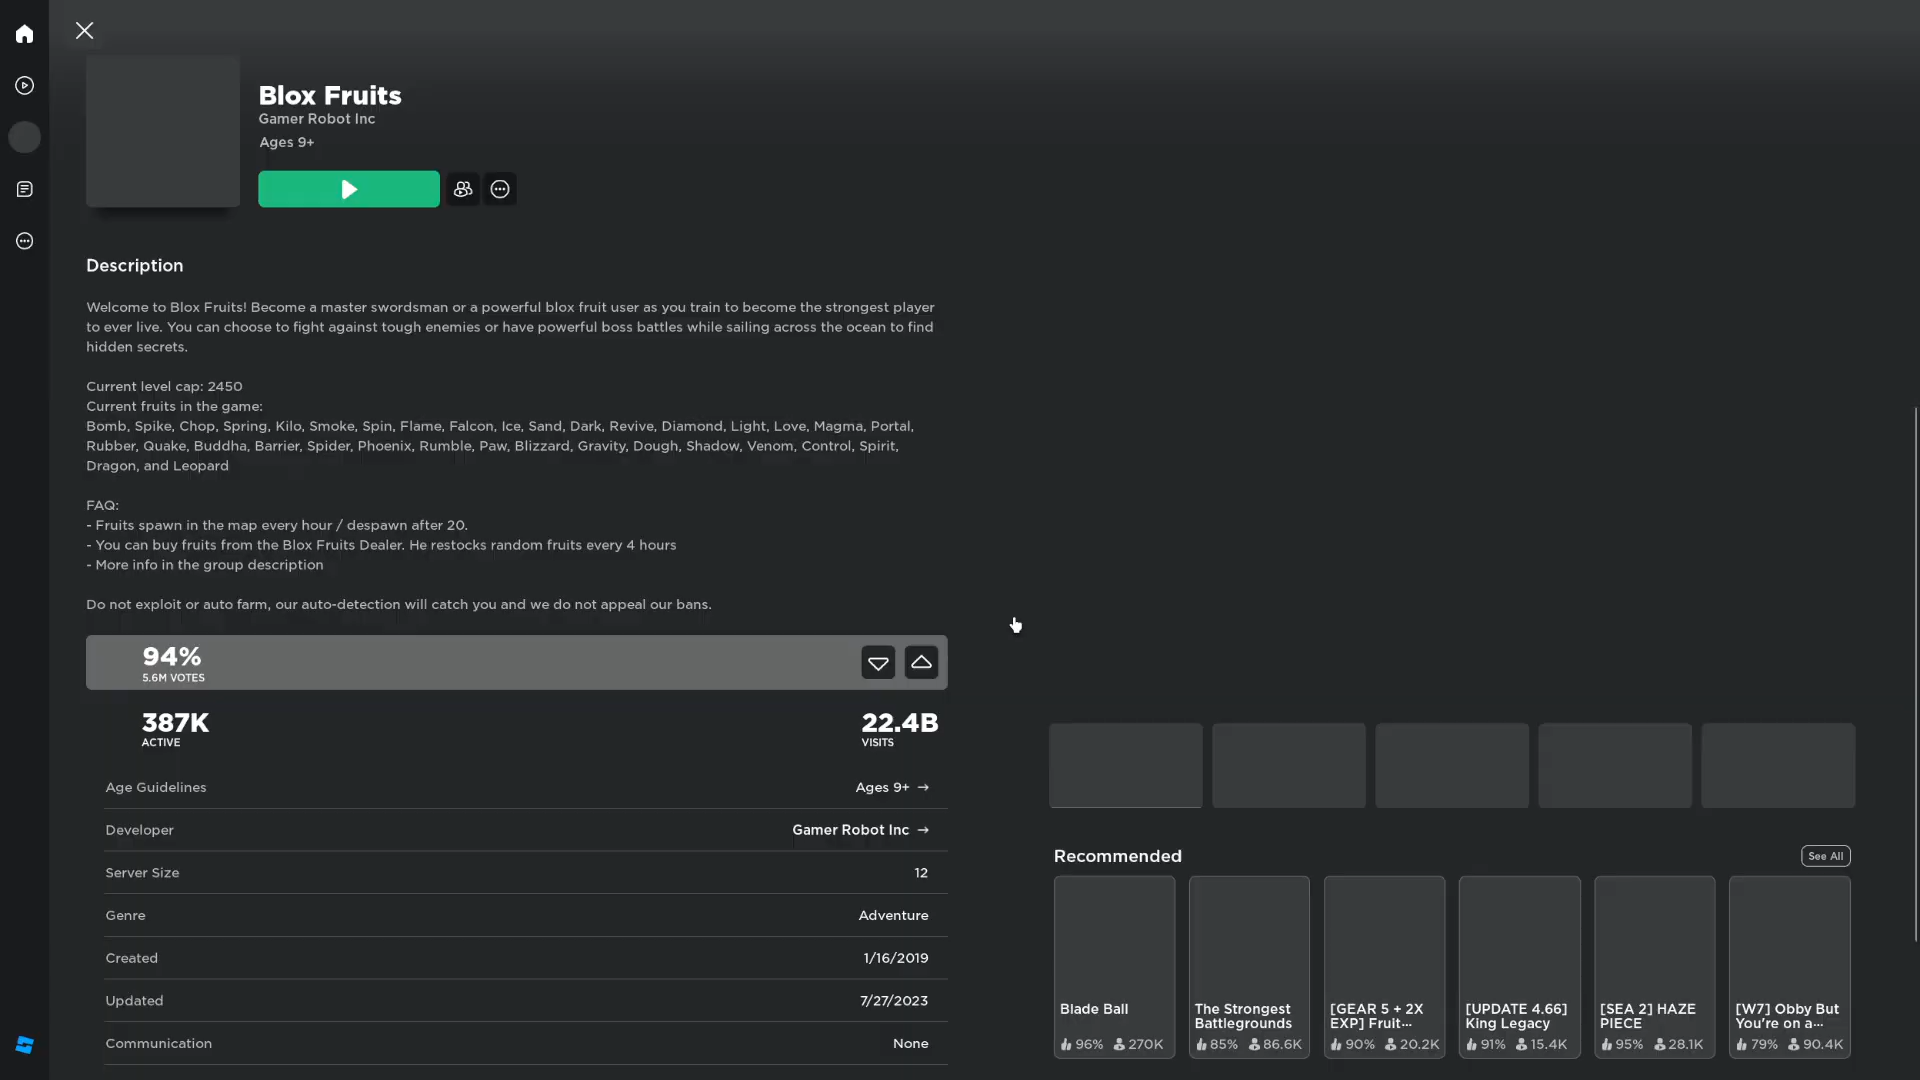 Blox Fruits
Gamer Robot Inc
Ages 9+
Description
Welcome to Blox Fruits! Become a master swordsman or a powerful blox fruit user as you train to become the strongest player
to ever live. You can choose to fight against tough enemies or have powerful boss battles while sailing across the ocean to find
hidden secrets.
Current level cap: 2450
Current fruits in the game:
Bomb, Spike, Chop, Spring, Kilo, Smoke, Spin, Flame, Falcon, Ice, Sand, Dark, Revive, Diamond, Light, Love, Magma, Portal,
Rubber, Quake, Buddha, Barrier, Spider, Phoenix, Rumble, Paw, Blizzard, Gravity, Dough, Shadow, Venom, Control, Spirit,
Dragon, and Leopard
FAQ:
- Fruits spawn in the map every hour / despawn after 20.
- You can buy fruits from the Blox Fruits Dealer. He restocks random fruits every 4 hours
- More info in the group description
Do not exploit or auto farm, our auto-detection will catch you and we do not appeal our bans.
94%
5.6M VOTES
387K
ACTIVE
22.4B
VISITS
Age Guidelines Ages 9+ →
Developer Gamer Robot Inc →
Server Size 12
Genre Adventure
Created 1/16/2019
Updated 7/27/2023
Communication None
Recommended
See All
Blade Ball
96% 270K
The Strongest
Battlegrounds
85% 86.6K
[GEAR 5 + 2X
EXP] Fruit...
90% 20.2K
[UPDATE 4.66]
King Legacy
91% 15.4K
[SEA 2] HAZE
PIECE
95% 28.1K
[W7] Obby But
You're on a...
79% 90.4K